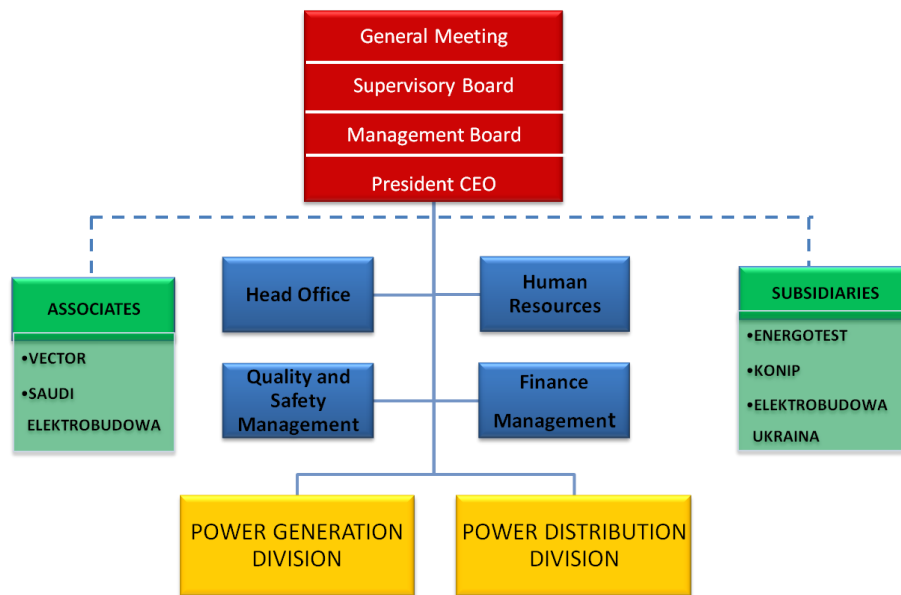 General Meeting
Supervisory Board
Management Board
President CEO
Head Office
Human
Resources
ASSOCIATES
•VECTOR
•SAUDI
ELEKTROBUDOWA
SUBSIDIARIES
•ENERGOTEST
•KONIP
•ELEKTROBUDOWA
UKRAINA
Quality and
Safety
Management
Finance
Management
POWER GENERATION
DIVISION
POWER DISTRIBUTION
DIVISION